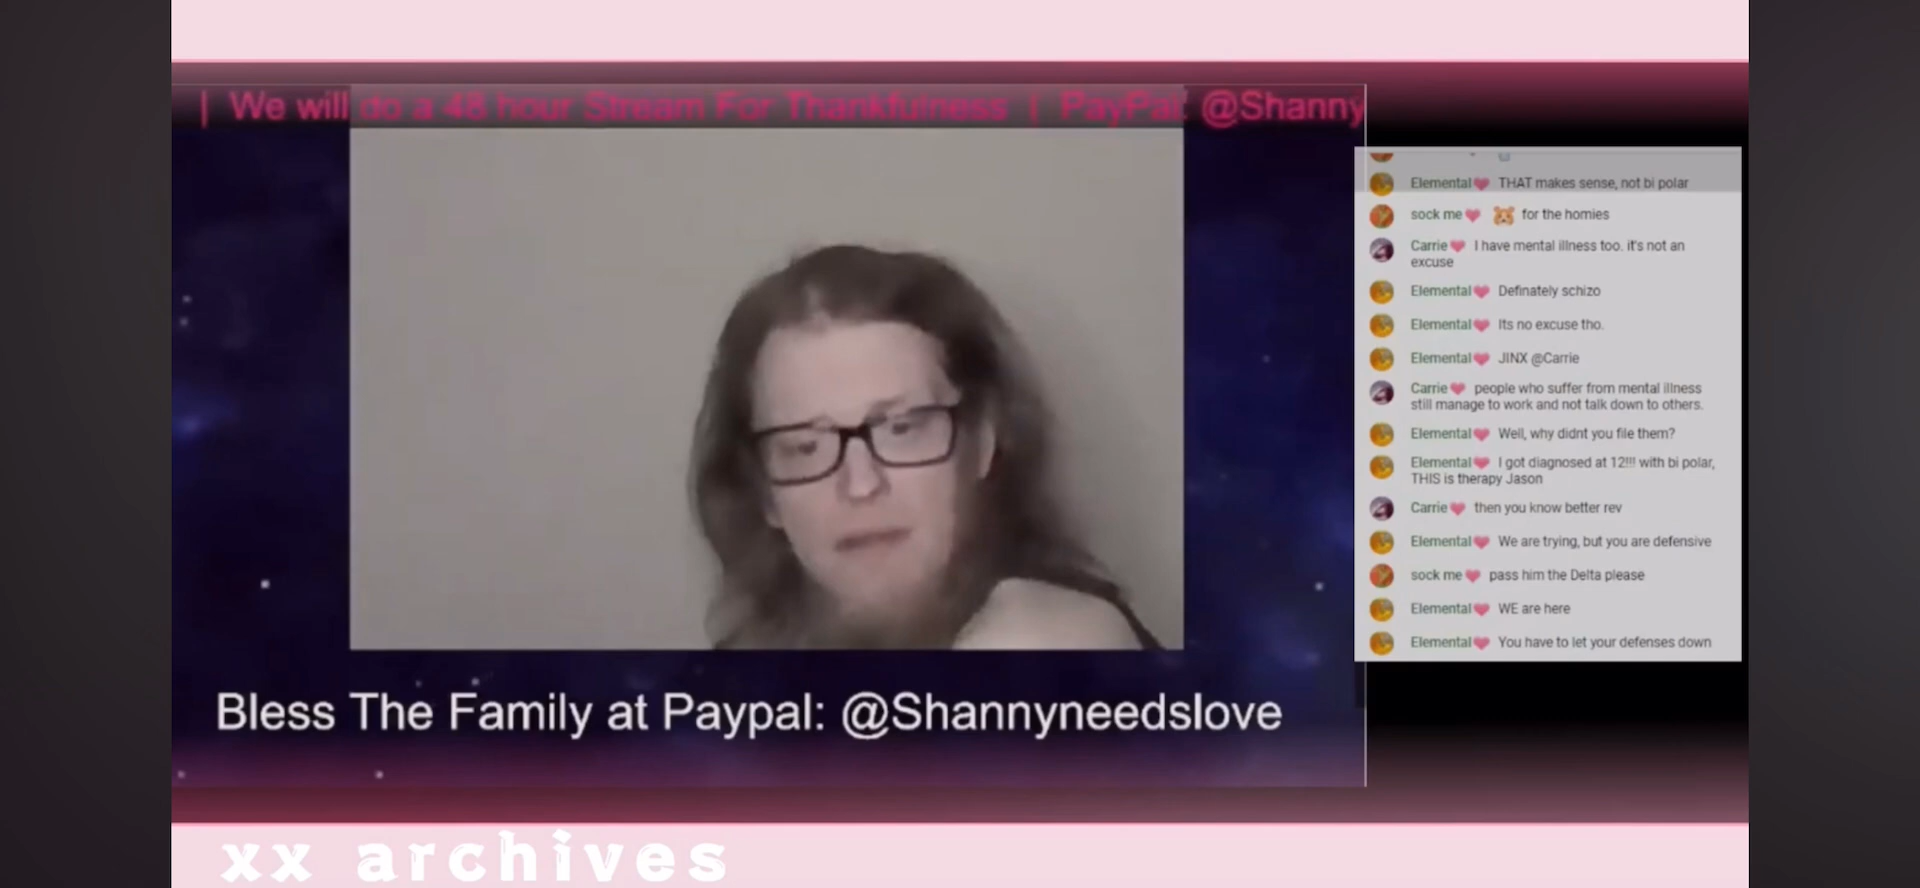 | We will do a 48 hour Stream For Thankfulness | PayPal: @Shanny
Elemental THAT makes sense, not bi polar
sock me for the homies
Carrie I have mental illness too. it's not an
excuse
Elemental Definately schizo
Elemental Its no excuse tho.
Elemental JINX @Carrie
Carrie people who suffer from mental illness
still manage to work and not talk down to others.
Elemental Well, why didnt you file them?
Elemental I got diagnosed at 12!!! with bi polar,
THIS is therapy Jason
Carrie then you know better rev
Elemental We are trying, but you are defensive
sock me pass him the Delta please
Elemental WE are here
Elemental You have to let your defenses down
Bless The Family at Paypal: @Shannyneedslove
xx archives